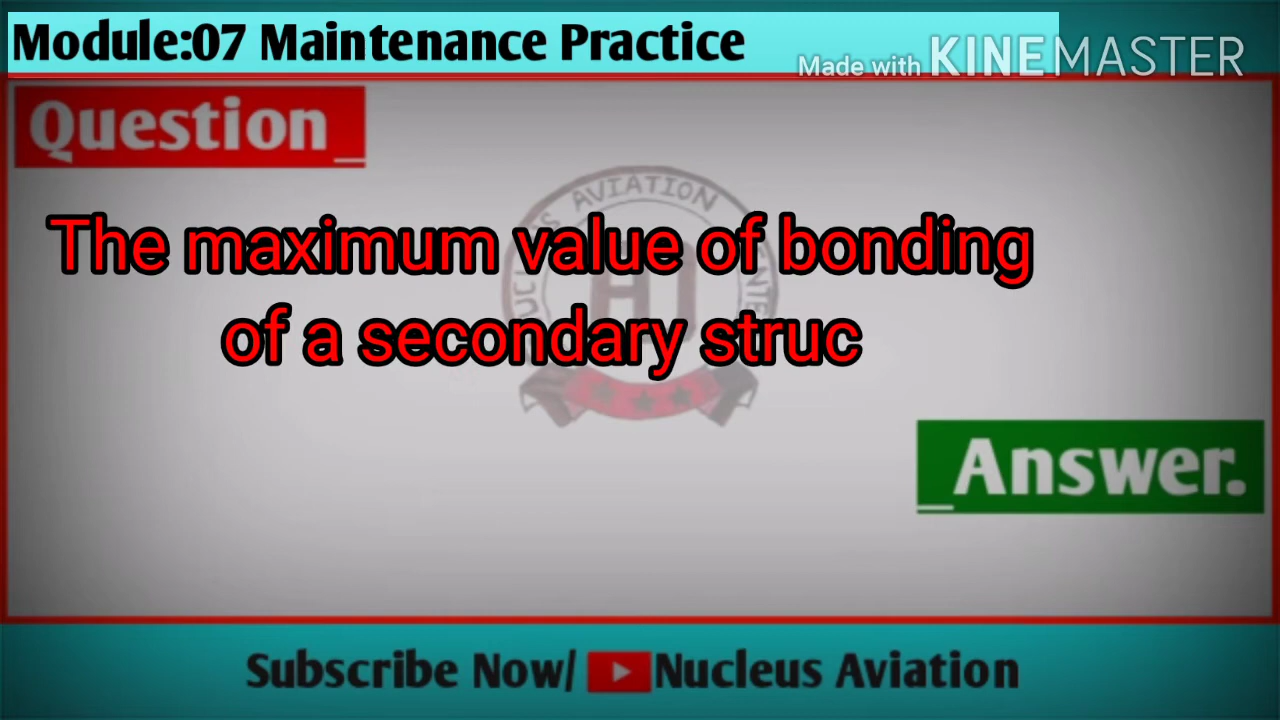 Module:07 Maintenance Practice
Made with KINEMASTER
Question_
AVIATION
The maximum value of bonding
of a secondary struc
_Answer.
Subscribe Now/ Nucleus Aviation